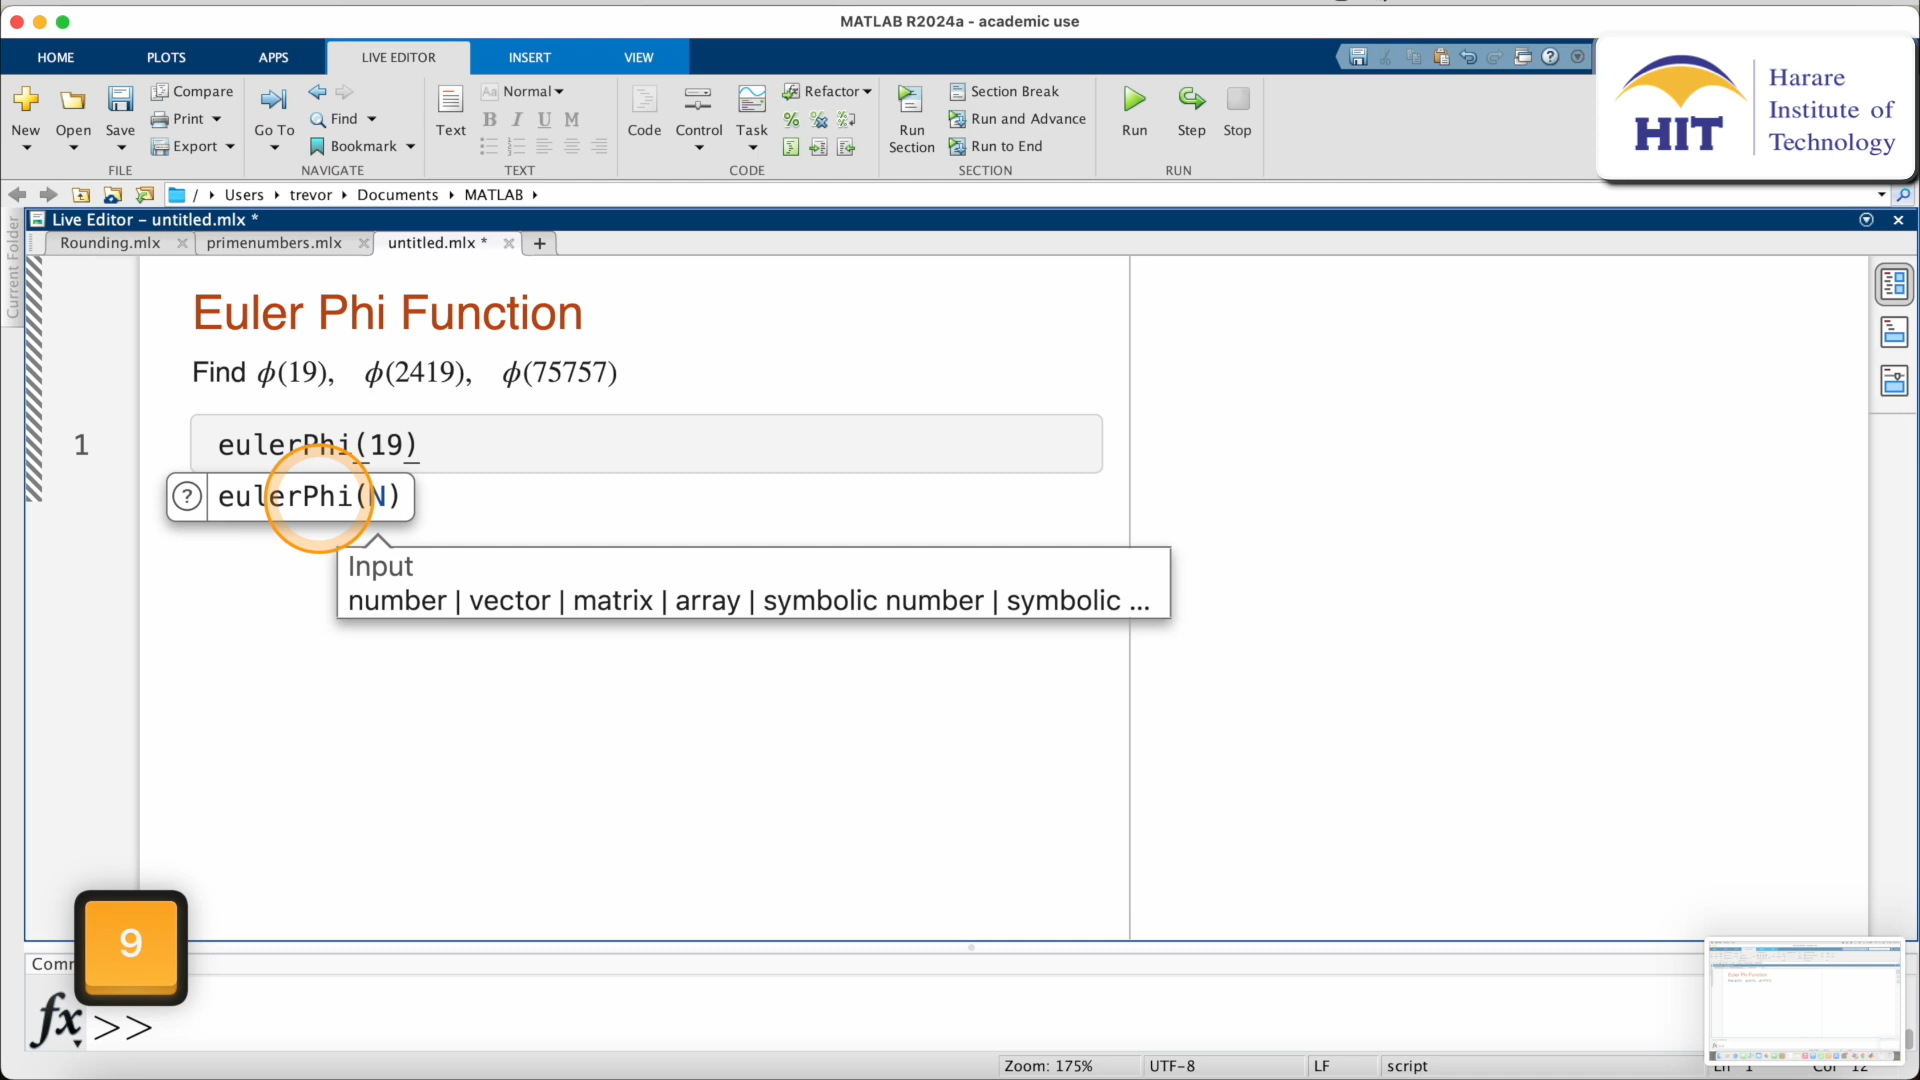 MATLAB R2024a - academic use
HOME PLOTS APPS LIVE EDITOR INSERT VIEW
Harare
Institute of
Technology
HIT
Compare
Print
Export
New Open Save
FILE
Go To
Find
Bookmark
NAVIGATE
Text
Aa Normal
B I U M
TEXT
Code Control Task
Refactor
CODE
Run
Section
Section Break
Run and Advance
Run to End
SECTION
Run Step Stop
RUN
/ Users trevor Documents MATLAB
Current Folder
Live Editor - untitled.mlx *
Rounding.mlx primenumbers.mlx untitled.mlx * +
Euler Phi Function
Find ϕ(19), ϕ(2419), ϕ(75757)
1 eulerPhi(19)
? eulerPhi(N)
Input
number | vector | matrix | array | symbolic number | symbolic ...
9
Comm
fx >>
Zoom: 175% UTF-8 LF script